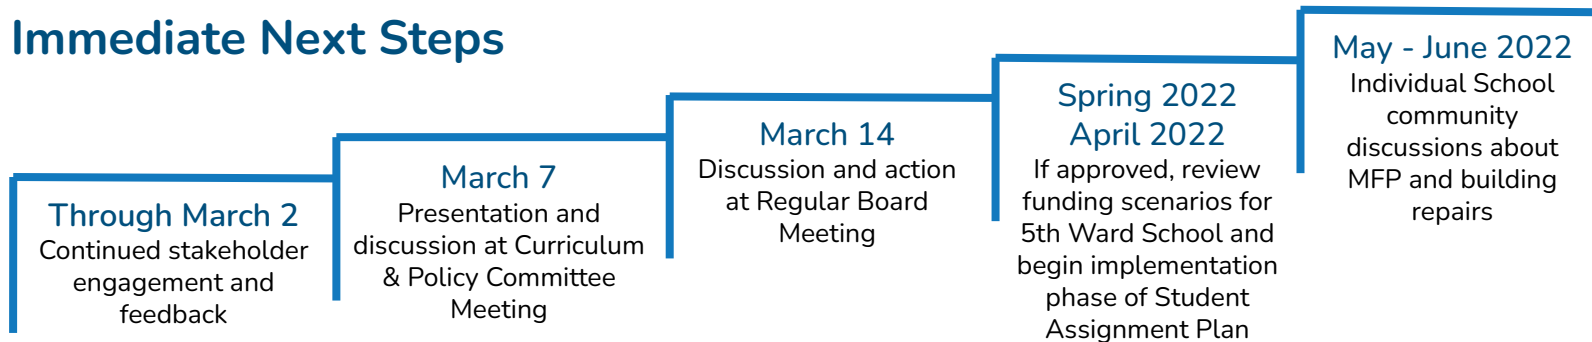 Immediate Next Steps
Through March 2
Continued stakeholder
engagement and
feedback
March 7
Presentation and
discussion at Curriculum
& Policy Committee
Meeting
March 14
Discussion and action
at Regular Board
Meeting
Spring 2022
April 2022
If approved, review
funding scenarios for
5th Ward School and
begin implementation
phase of Student
Assignment Plan
May - June 2022
Individual School
community
discussions about
MFP and building
repairs